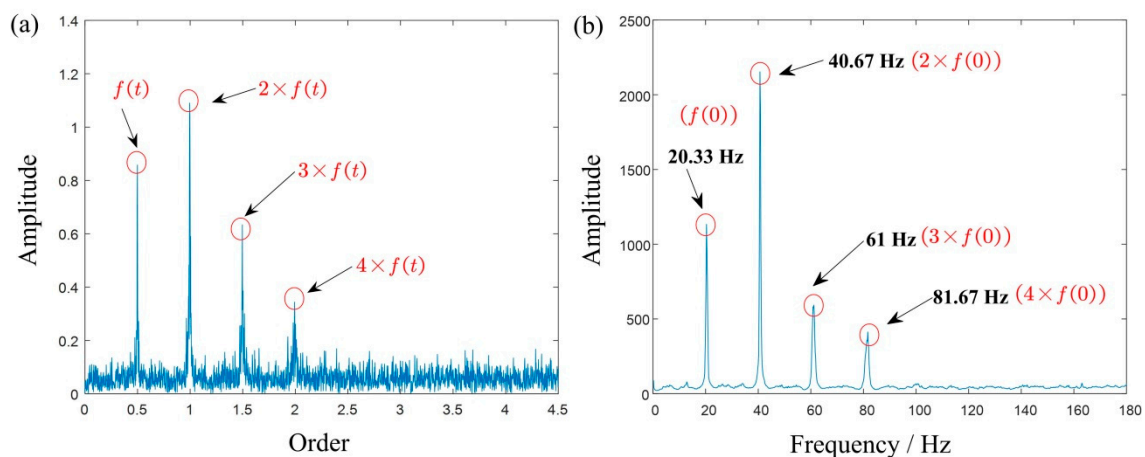 (a)
1.4
1.2
1
0.8
0.6
0.4
0.2
0
Amplitude
f(t)
2×f(t)
3×f(t)
4×f(t)
0 0.5 1 1.5 2 2.5 3 3.5 4 4.5
Order
(b)
2500
2000
1500
1000
500
0
Amplitude
40.67 Hz (2×f(0))
(f(0))
20.33 Hz
61 Hz (3×f(0))
81.67 Hz (4×f(0))
0 20 40 60 80 100 120 140 160 180
Frequency / Hz